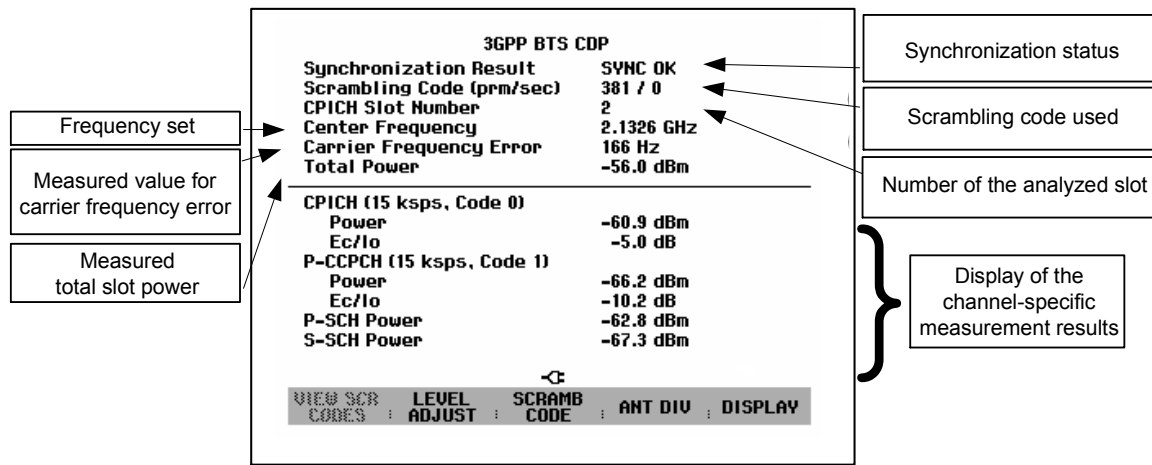 3GPP BTS CDP
Synchronization Result SYNC OK
Scrambling Code (prm/sec) 381 / 0
CPICH Slot Number 2
Center Frequency 2.1326 GHz
Carrier Frequency Error 166 Hz
Total Power -56.0 dBm
CPICH (15 ksps, Code 0)
Power -60.9 dBm
Ec/Io -5.0 dB
P-CCPCH (15 ksps, Code 1)
Power -66.2 dBm
Ec/Io -10.2 dB
P-SCH Power -62.8 dBm
S-SCH Power -67.3 dBm
VIEW SCR CODES
LEVEL ADJUST
SCRAMB CODE
ANT DIV
DISPLAY
Frequency set
Measured value for
carrier frequency error
Measured
total slot power
Synchronization status
Scrambling code used
Number of the analyzed slot
Display of the
channel-specific
measurement results